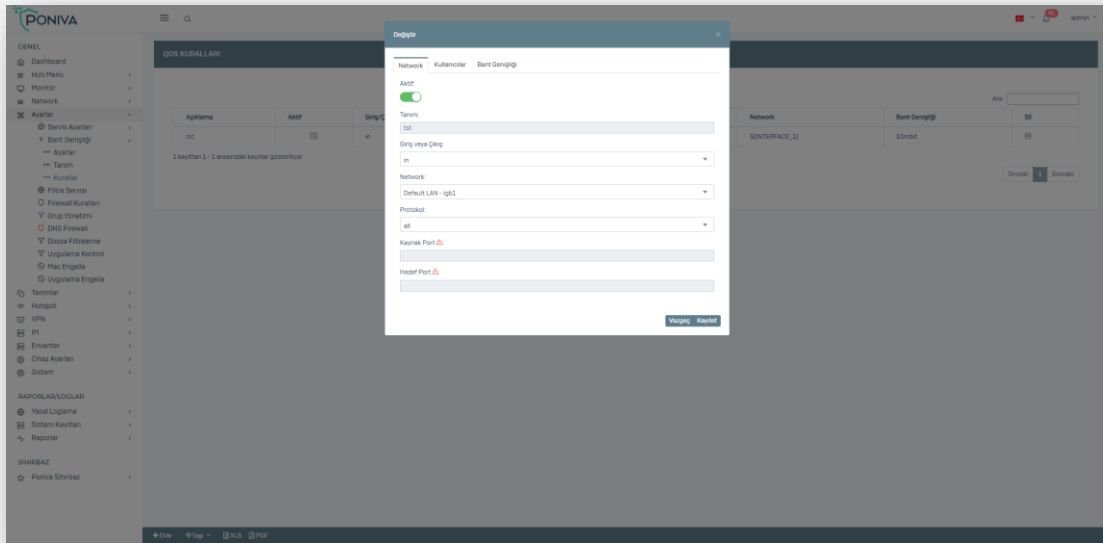 PONIVA
admin
GENEL
Dashboard
Hızlı Menü
Monitör
Network
Ayarlar
Servis Ayarları
Bant Genişliği
Ayarlar
Tanım
Kurallar
Filtre Servisi
Firewall Kuralları
Grup Yönetimi
DNS Firewall
Dosya Filtreleme
Uygulama Kontrol
Mac Engelle
Uygulama Engelle
Tanımlar
Hotspot
VPN
IM
Envanter
Cihaz Ayarları
Sistem
RAPORLAR/LOGLAR
Yasal Loglama
Sistem Kayıtları
Raporlar
SİHİRBAZ
Poniva Sihirbaz
QOS KURALLARI
Ara:
Açıklama Aktif Giriş/Ç Network Bant Genişliği Sil
tst in $(INTERFACE_1) 10mbit
1 kayıttan 1 - 1 arasındaki kayıtlar gösteriliyor
Önceki 1 Sonraki
Değiştir
Network Kullanıcılar Bant Genişliği
Aktif:
Tanım:
tst
Giriş veya Çıkış:
in
Network:
Default LAN - igb1
Protokol:
all
Kaynak Port
Hedef Port
Vazgeç Kaydet
Ekle Taşı XLS PDF